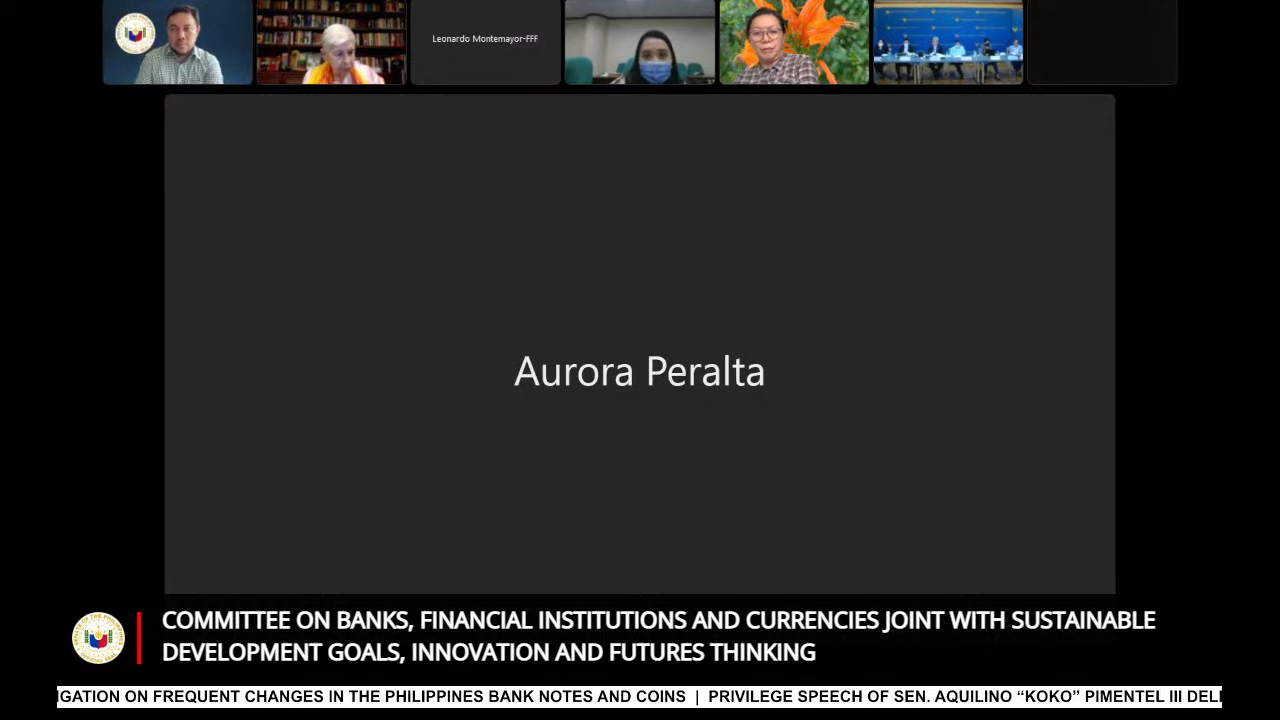 Leonardo Montemayor-FFF
Aurora Peralta
COMMITTEE ON BANKS, FINANCIAL INSTITUTIONS AND CURRENCIES JOINT WITH SUSTAINABLE
DEVELOPMENT GOALS, INNOVATION AND FUTURES THINKING
IGATION ON FREQUENT CHANGES IN THE PHILIPPINES BANK NOTES AND COINS | PRIVILEGE SPEECH OF SEN. AQUILINO “KOKO” PIMENTEL III DELI